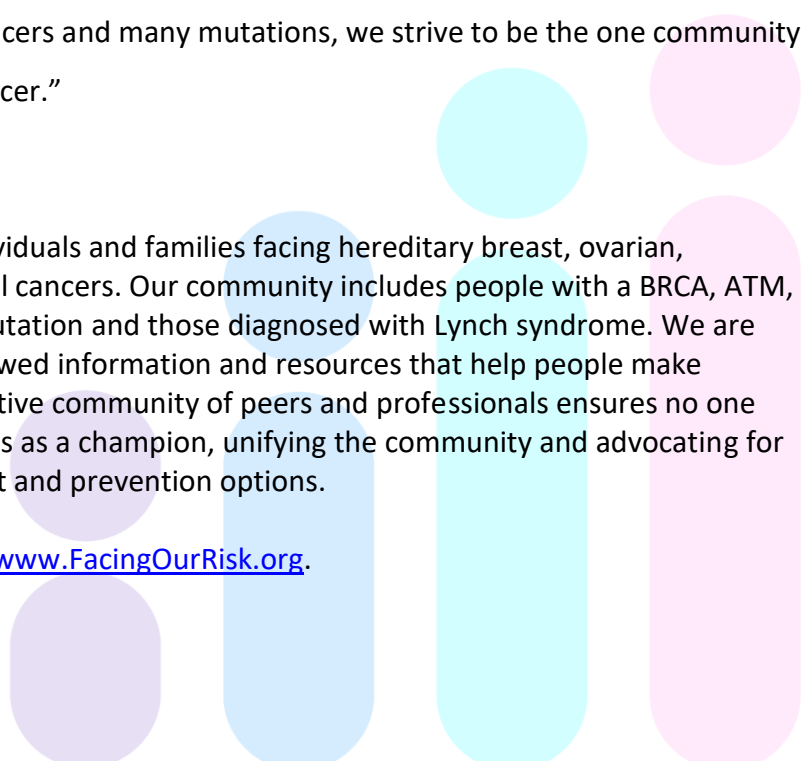 cers and many mutations, we strive to be the one community
cer.”
viduals and families facing hereditary breast, ovarian,
l cancers. Our community includes people with a BRCA, ATM,
utation and those diagnosed with Lynch syndrome. We are
wed information and resources that help people make
tive community of peers and professionals ensures no one
s as a champion, unifying the community and advocating for
t and prevention options.
www.FacingOurRisk.org.